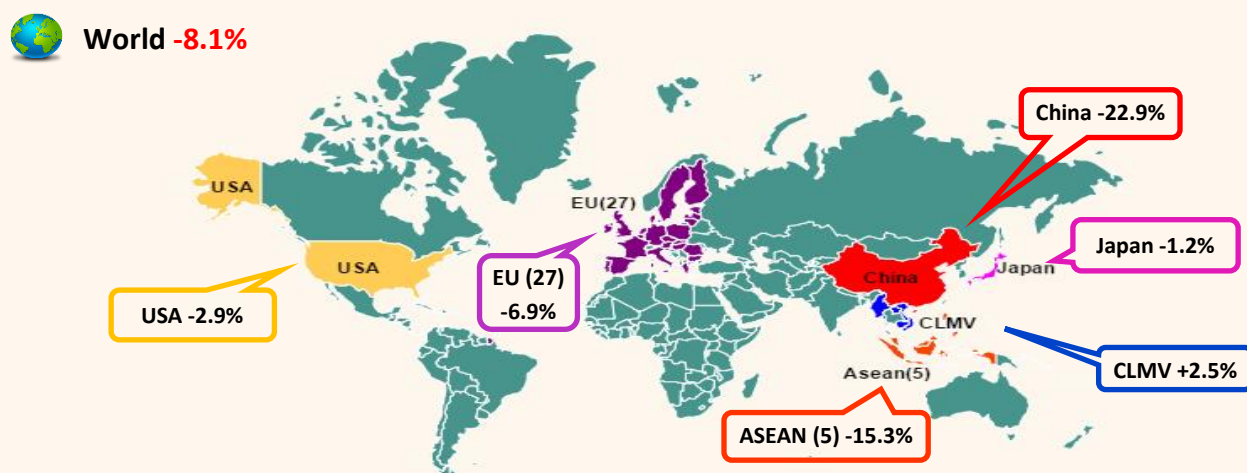 World -8.1%
China -22.9%
USA
EU(27)
Japan -1.2%
USA
EU (27)
-6.9%
China
Japan
USA -2.9%
CLMV
CLMV +2.5%
Asean(5)
ASEAN (5) -15.3%